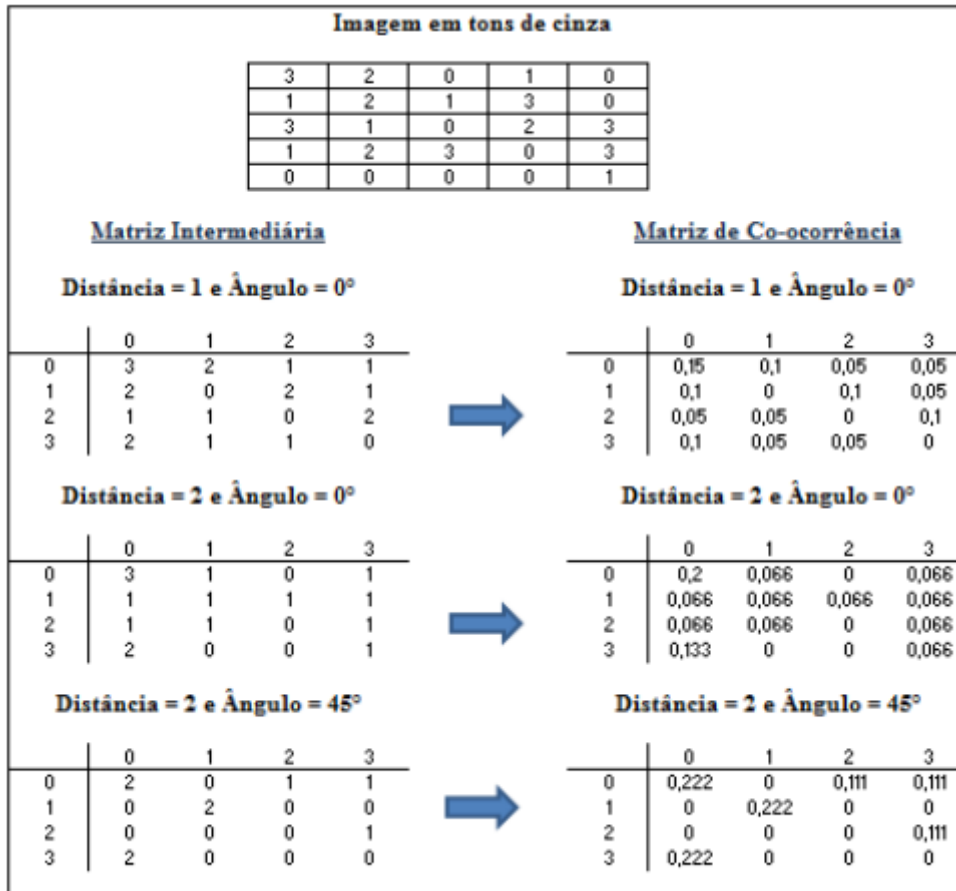 Imagem em tons de cinza
3 2 0 1 0
1 2 1 3 0
3 1 0 2 3
1 2 3 0 3
0 0 0 0 1
Matriz Intermediária
Matriz de Co-ocorrência
Distância = 1 e Ângulo = 0°
Distância = 1 e Ângulo = 0°
0 1 2 3
0 3 2 1 1
1 2 0 2 1
2 1 1 0 2
3 2 1 1 0
0 1 2 3
0 0,15 0,1 0,05 0,05
1 0,1 0 0,1 0,05
2 0,05 0,05 0 0,1
3 0,1 0,05 0,05 0
Distância = 2 e Ângulo = 0°
Distância = 2 e Ângulo = 0°
0 1 2 3
0 3 1 0 1
1 1 1 1 1
2 1 1 0 1
3 2 0 0 1
0 1 2 3
0 0,2 0,066 0 0,066
1 0,066 0,066 0,066 0,066
2 0,066 0,066 0 0,066
3 0,133 0 0 0,066
Distância = 2 e Ângulo = 45°
Distância = 2 e Ângulo = 45°
0 1 2 3
0 2 0 1 1
1 0 2 0 0
2 0 0 0 1
3 2 0 0 0
0 1 2 3
0 0,222 0 0,111 0,111
1 0 0,222 0 0
2 0 0 0 0,111
3 0,222 0 0 0